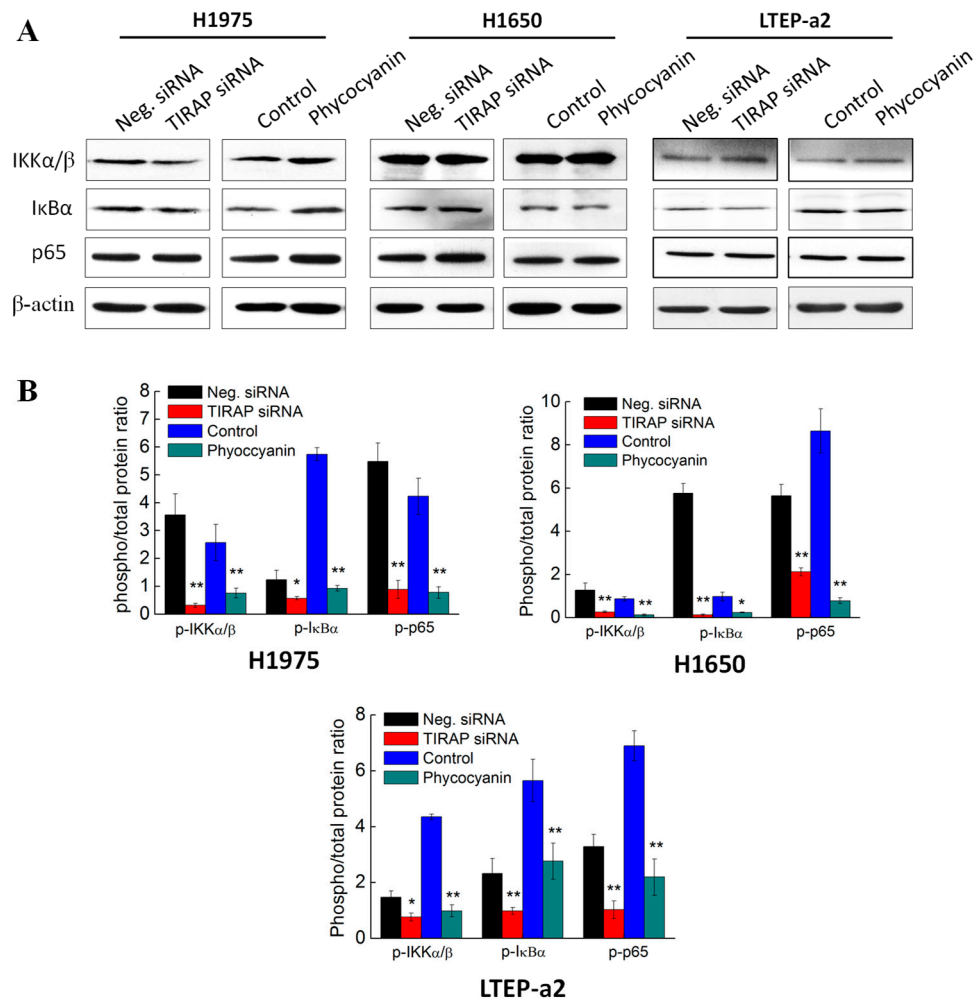 A
H1975
H1650
LTEP-a2
Neg. siRNA
TIRAP siRNA
Control
Phycocyanin
Neg. siRNA
TIRAP siRNA
Control
Phycocyanin
Neg. siRNA
TIRAP siRNA
Control
Phycocyanin
IKKα/β
IκBα
p65
β-actin
B
phospho/total protein ratio
8
7
6
5
4
3
2
1
0
Neg. siRNA
TIRAP siRNA
Control
Phyoccyanin
** **
* **
** **
p-IKKα/β p-IκBα p-p65
H1975
Phospho/total protein ratio
10
8
6
4
2
0
Neg. siRNA
TIRAP siRNA
Control
Phycocyanin
** **
** *
** **
p-IKKα/β p-IκBα p-p65
H1650
Phospho/total protein ratio
8
6
4
2
0
Neg. siRNA
TIRAP siRNA
Control
Phycocyanin
* **
** **
** **
p-IKKα/β p-IκBα p-p65
LTEP-a2